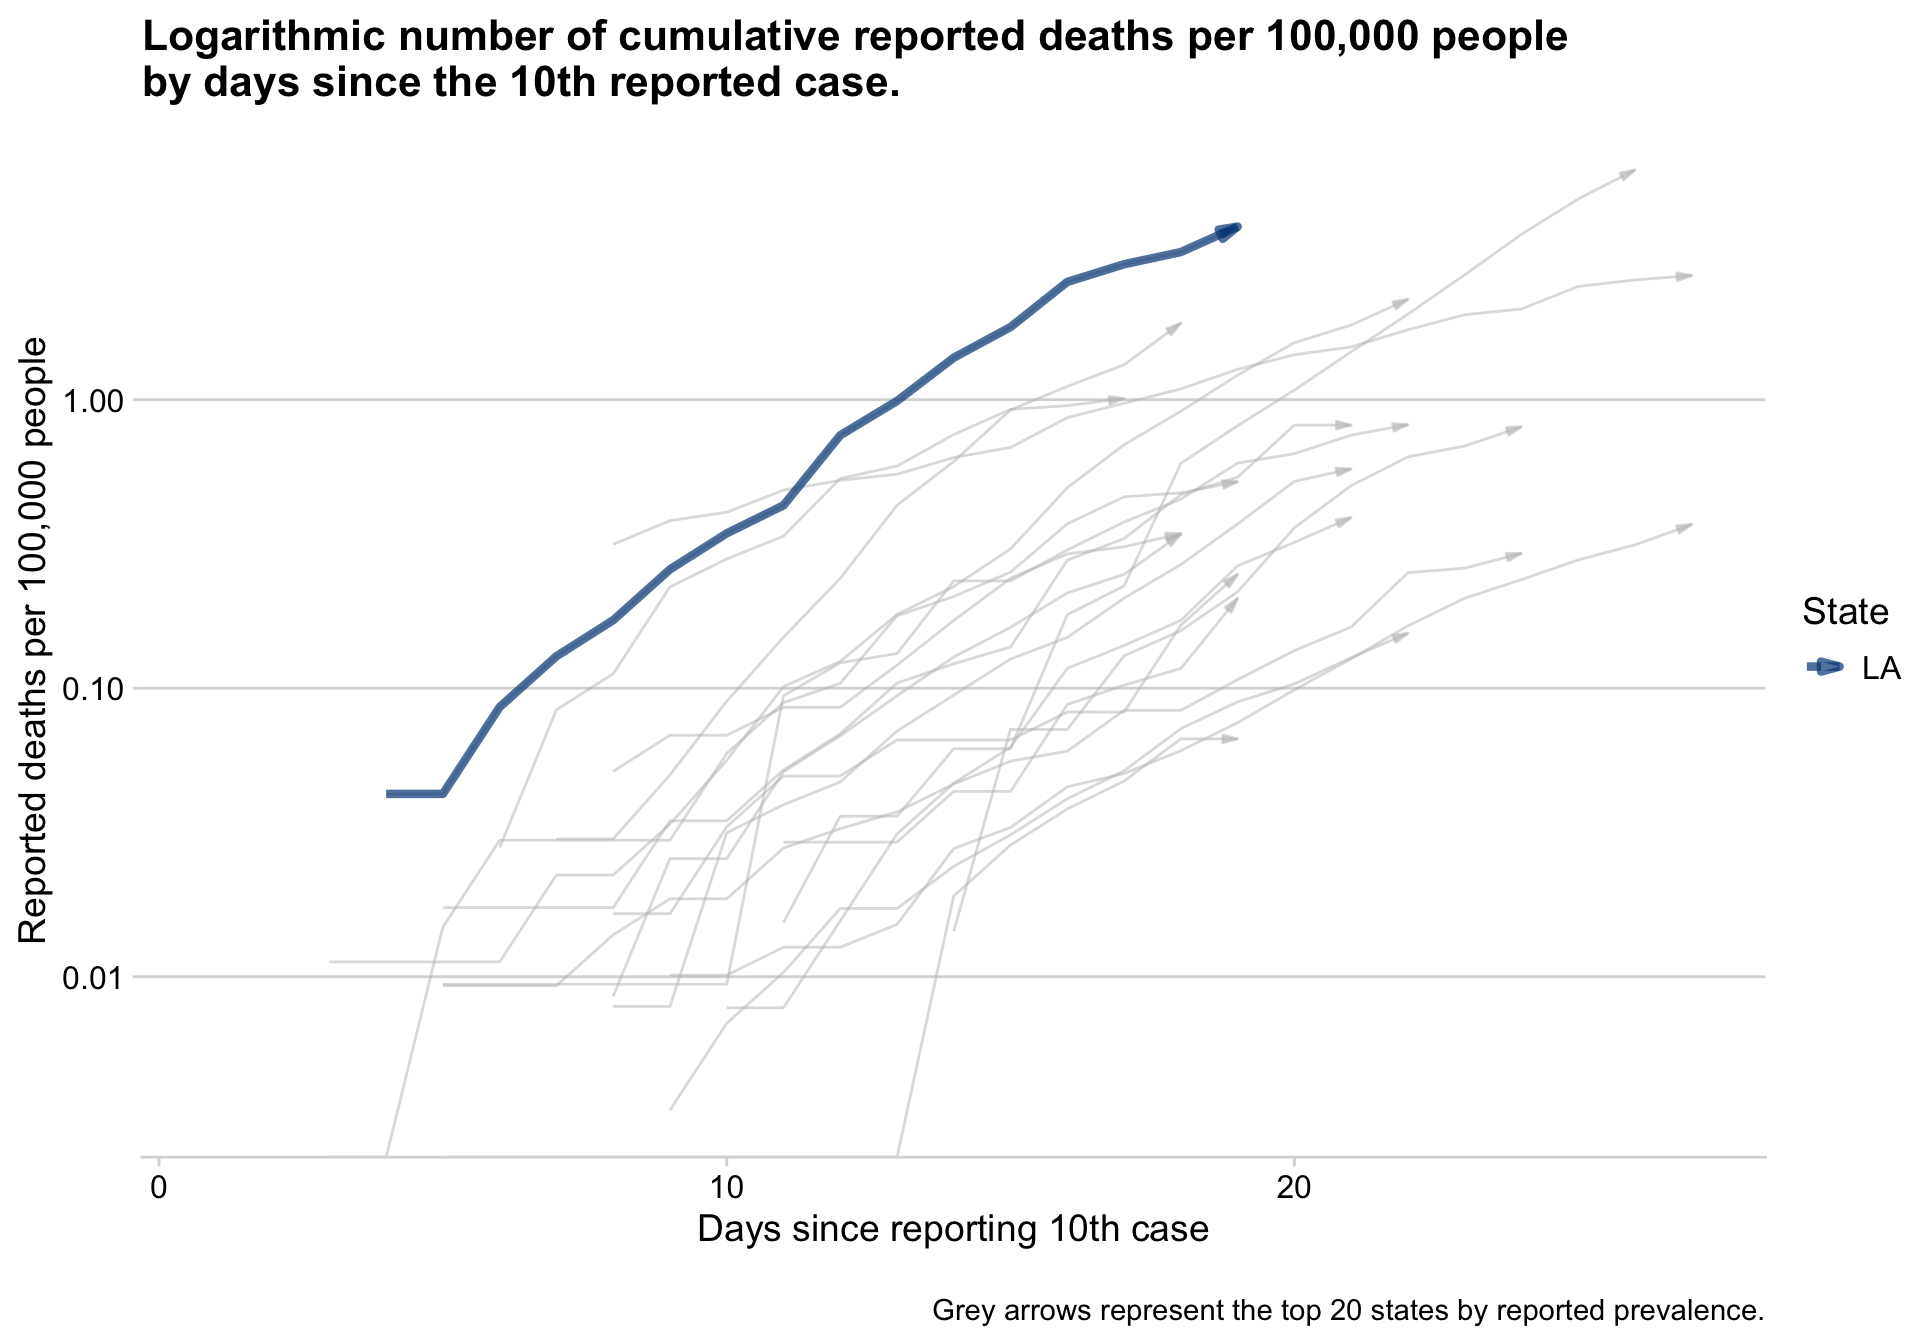 Logarithmic number of cumulative reported deaths per 100,000 people
by days since the 10th reported case.
Reported deaths per 100,000 people
1.00
0.10
0.01
0
10
20
Days since reporting 10th case
State
LA
Grey arrows represent the top 20 states by reported prevalence.